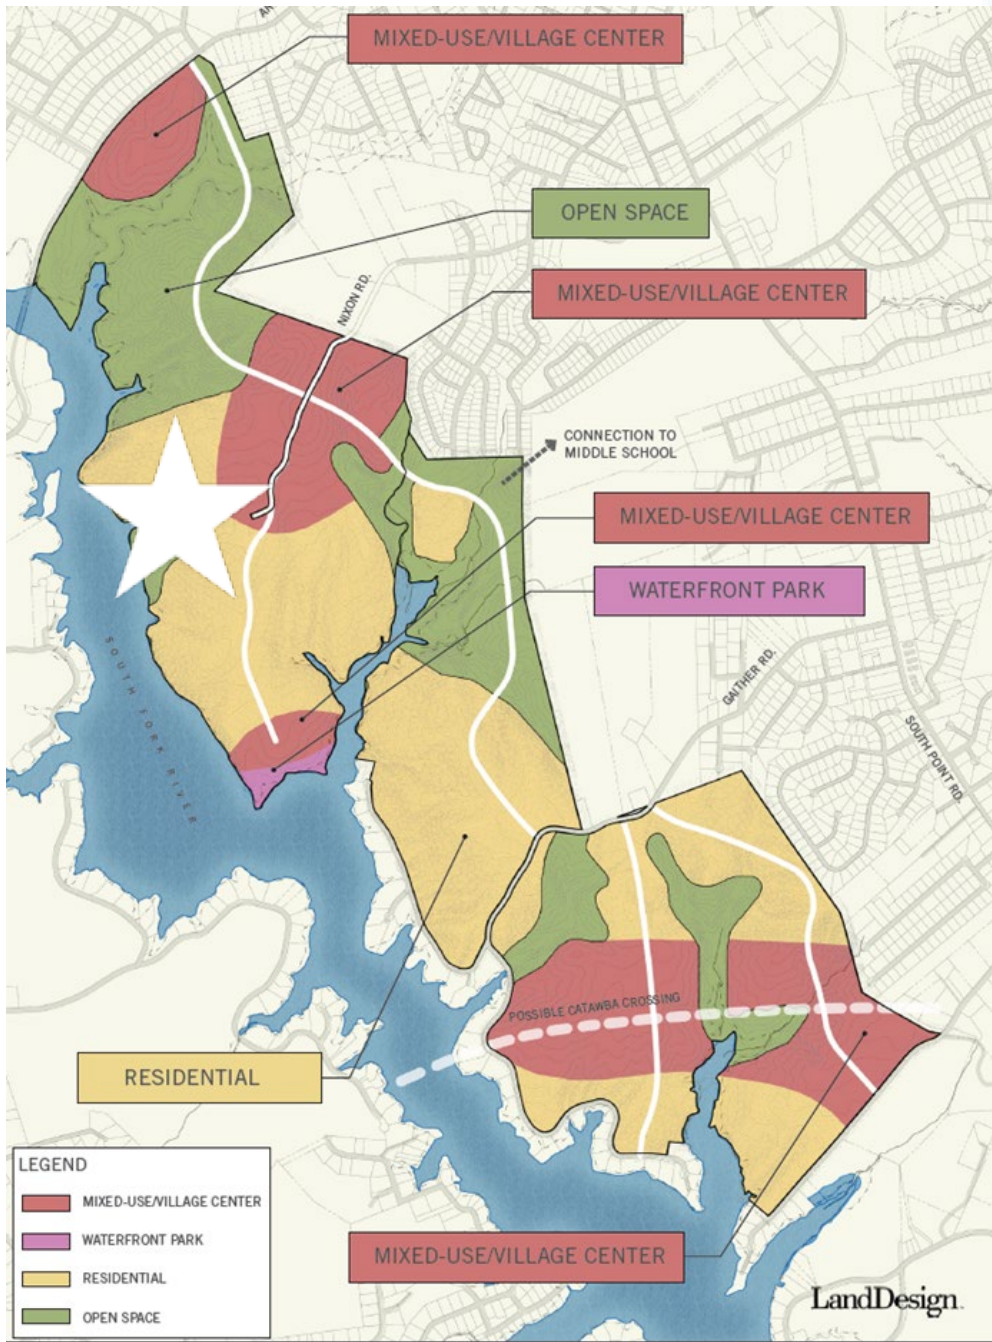 MIXED-USE/VILLAGE CENTER
OPEN SPACE
MIXED-USE/VILLAGE CENTER
NIXON RD.
CONNECTION TO
MIDDLE SCHOOL
MIXED-USE/VILLAGE CENTER
WATERFRONT PARK
GAITHER RD.
SOUTH POINT RD.
SOUTH FORK RIVER
POSSIBLE CATAWBA CROSSING
RESIDENTIAL
LEGEND
MIXED-USE/VILLAGE CENTER
WATERFRONT PARK
RESIDENTIAL
OPEN SPACE
MIXED-USE/VILLAGE CENTER
LandDesign